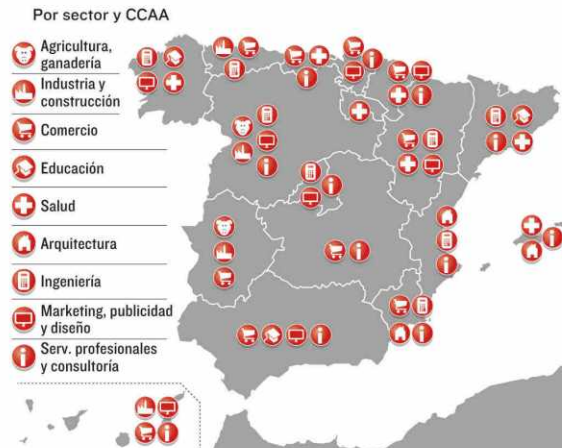 Por sector y CCAA
Agricultura,
ganadería
Industria y
construcción
Comercio
Educación
Salud
Arquitectura
Ingeniería
Marketing, publicidad
y diseño
Serv. profesionales
y consultoría